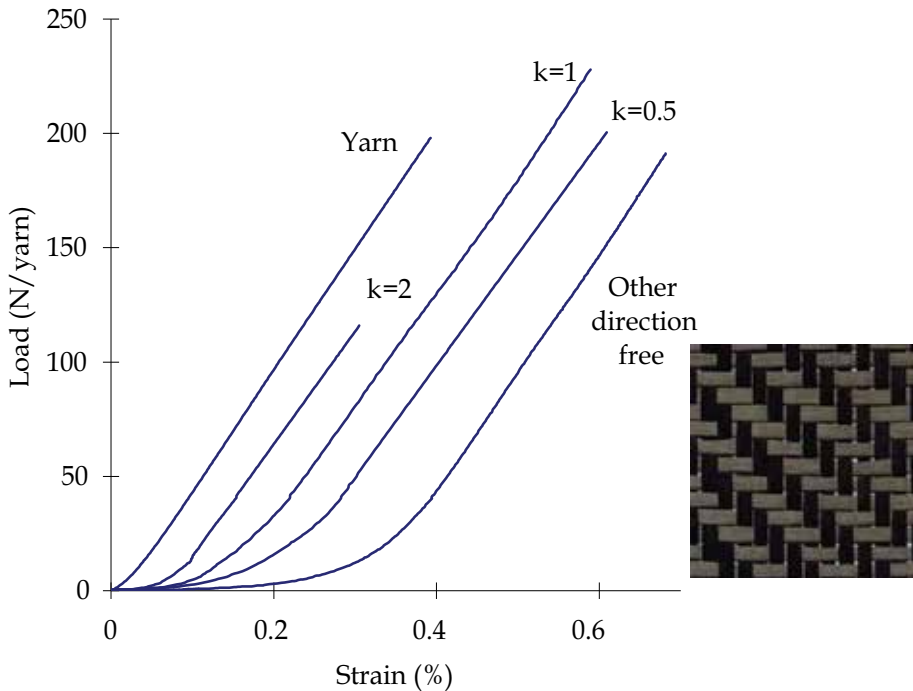 250
k=1
k=0.5
200
Yarn
150
k=2
Other
direction
free
100
50
0
0
0.2
0.4
0.6
Load (N/yarn)
Strain (%)